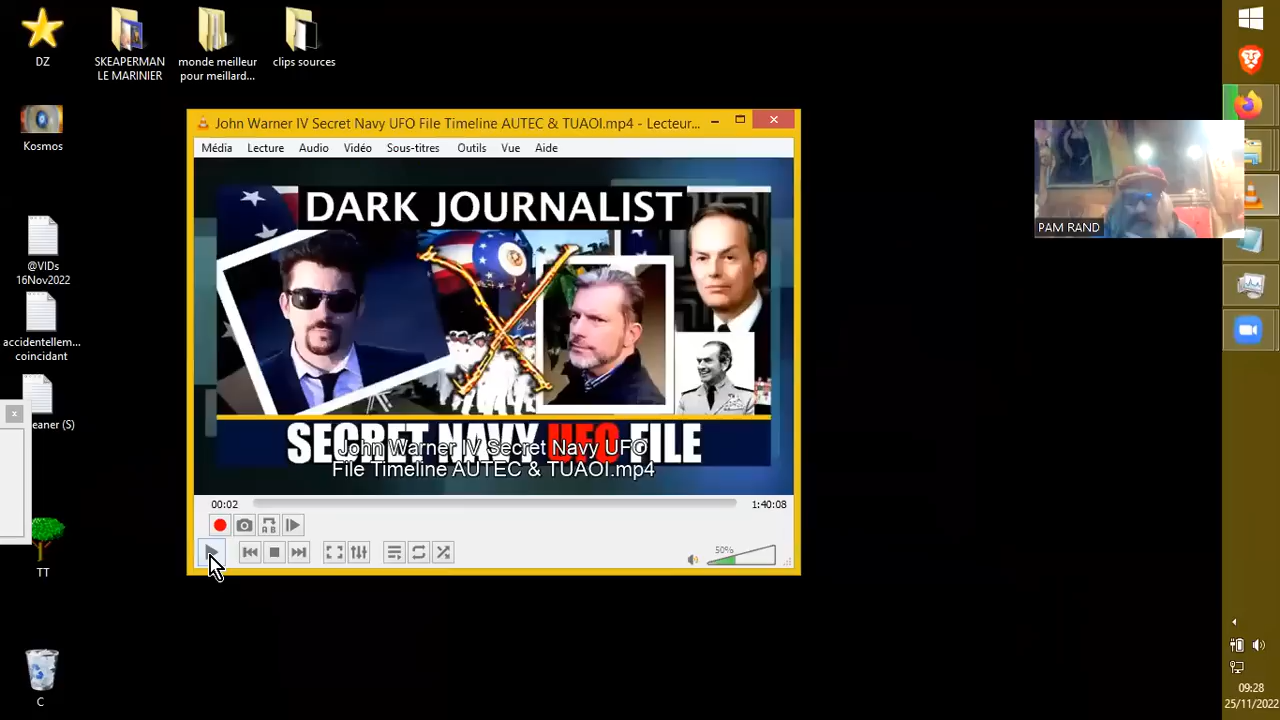 DZ
SKEAPERMAN
LE MARINIER
monde meilleur
pour meillard...
clips sources
Kosmos
@VIDs
16Nov2022
accidentellem...
coincidant
eaner (S)
TT
C
John Warner IV Secret Navy UFO File Timeline AUTEC & TUAOI.mp4 - Lecteur...
Média Lecture Audio Vidéo Sous-titres Outils Vue Aide
DARK JOURNALIST
X
SECRET NAVY UFO FILE
John Warner IV Secret Navy UFO
File Timeline AUTEC & TUAOI.mp4
00:02
1:40:08
A B
50%
PAM RAND
09:28
25/11/2022